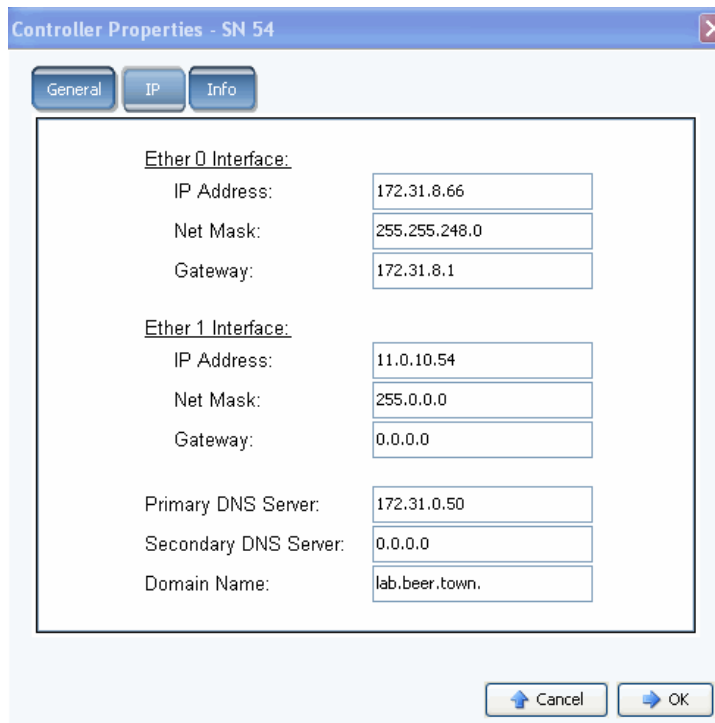 Controller Properties - SN 54
General IP Info
Ether 0 Interface:
IP Address: 172.31.8.66
Net Mask: 255.255.248.0
Gateway: 172.31.8.1
Ether 1 Interface:
IP Address: 11.0.10.54
Net Mask: 255.0.0.0
Gateway: 0.0.0.0
Primary DNS Server: 172.31.0.50
Secondary DNS Server: 0.0.0.0
Domain Name: lab.beer.town.
Cancel OK